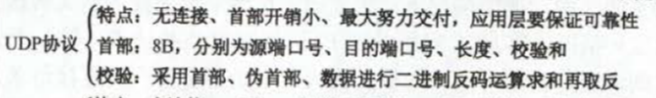 特点：无连接、首部开销小、最大努力交付，应用层要保证可靠性
UDP协议
首部：8B，分别为源端口号、目的端口号、长度、校验和
校验：采用首部、伪首部、数据进行二进制反码运算求和再取反